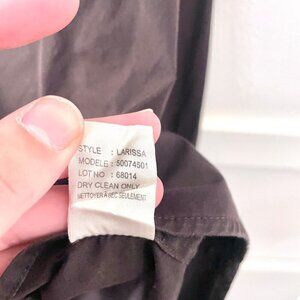 STYLE : LARISSA
MODELE : 50074501
LOT NO : 68014
DRY CLEAN ONLY
NETTOYER À SEC SEULEMENT